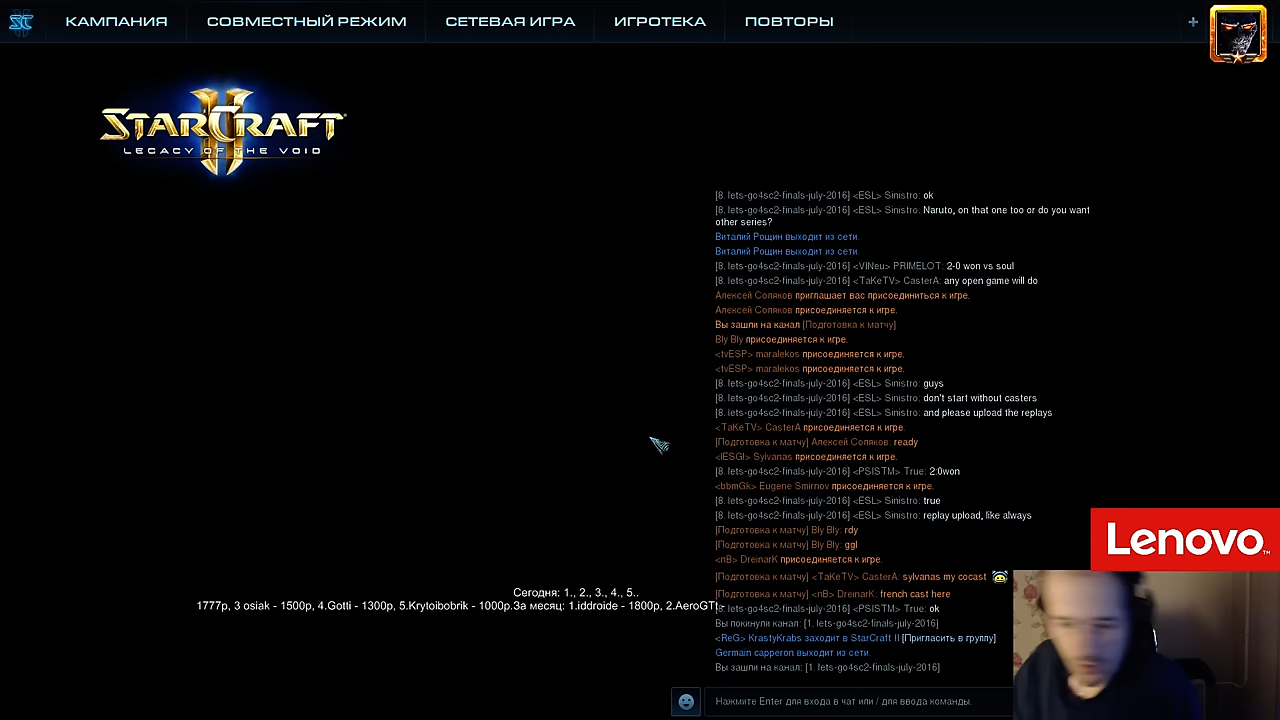 КАМПАНИЯ СОВМЕСТНЫЙ РЕЖИМ СЕТЕВАЯ ИГРА ИГРОТЕКА ПОВТОРЫ
STARCRAFT II
LEGACY OF THE VOID
[8. lets-go4sc2-finals-july-2016] <ESL> Sinistro: ok
[8. lets-go4sc2-finals-july-2016] <ESL> Sinistro: Naruto, on that one too or do you want
other series?
Виталий Рощин выходит из сети.
Виталий Рощин выходит из сети.
[8. lets-go4sc2-finals-july-2016] <VINeu> PRIMELOT: 2-0 won vs soul
[8. lets-go4sc2-finals-july-2016] <TaKeTV> CasterA: any open game will do
Алексей Соляков приглашает вас присоединиться к игре.
Алексей Соляков присоединяется к игре.
Вы зашли на канал [Подготовка к матчу]
Bly Bly присоединяется к игре.
<tvESP> maralekos присоединяется к игре.
<tvESP> maralekos присоединяется к игре.
[8. lets-go4sc2-finals-july-2016] <ESL> Sinistro: guys
[8. lets-go4sc2-finals-july-2016] <ESL> Sinistro: don't start without casters
[8. lets-go4sc2-finals-july-2016] <ESL> Sinistro: and please upload the replays
<TaKeTV> CasterA присоединяется к игре.
[Подготовка к матчу] Алексей Соляков: ready
<IESGI> Sylvanas присоединяется к игре.
[8. lets-go4sc2-finals-july-2016] <PSISTM> True: 2:0won
<bbmGk> Eugene Smirnov присоединяется к игре.
[8. lets-go4sc2-finals-july-2016] <ESL> Sinistro: true
[8. lets-go4sc2-finals-july-2016] <ESL> Sinistro: replay upload, like always
[Подготовка к матчу] Bly Bly: rdy
[Подготовка к матчу] Bly Bly: ggl
<nB> DreinarK присоединяется к игре.
[Подготовка к матчу] <TaKeTV> CasterA: sylvanas my cocast
[Подготовка к матчу] <nB> DreinarK: french cast here
[8. lets-go4sc2-finals-july-2016] <PSISTM> True: ok
Вы покинули канал: [1. lets-go4sc2-finals-july-2016]
<ReG> KrastyKrabs заходит в StarCraft II [Пригласить в группу]
Germain capperon выходит из сети.
Вы зашли на канал: [1. lets-go4sc2-finals-july-2016]
Нажмите Enter для входа в чат или / для ввода команды.
Сегодня: 1., 2., 3., 4., 5..
1777р, 3 osiak - 1500р, 4.Gotti - 1300р, 5.Krytoibobrik - 1000р.За месяц: 1.iddroide - 1800р, 2.AeroGT
Lenovo